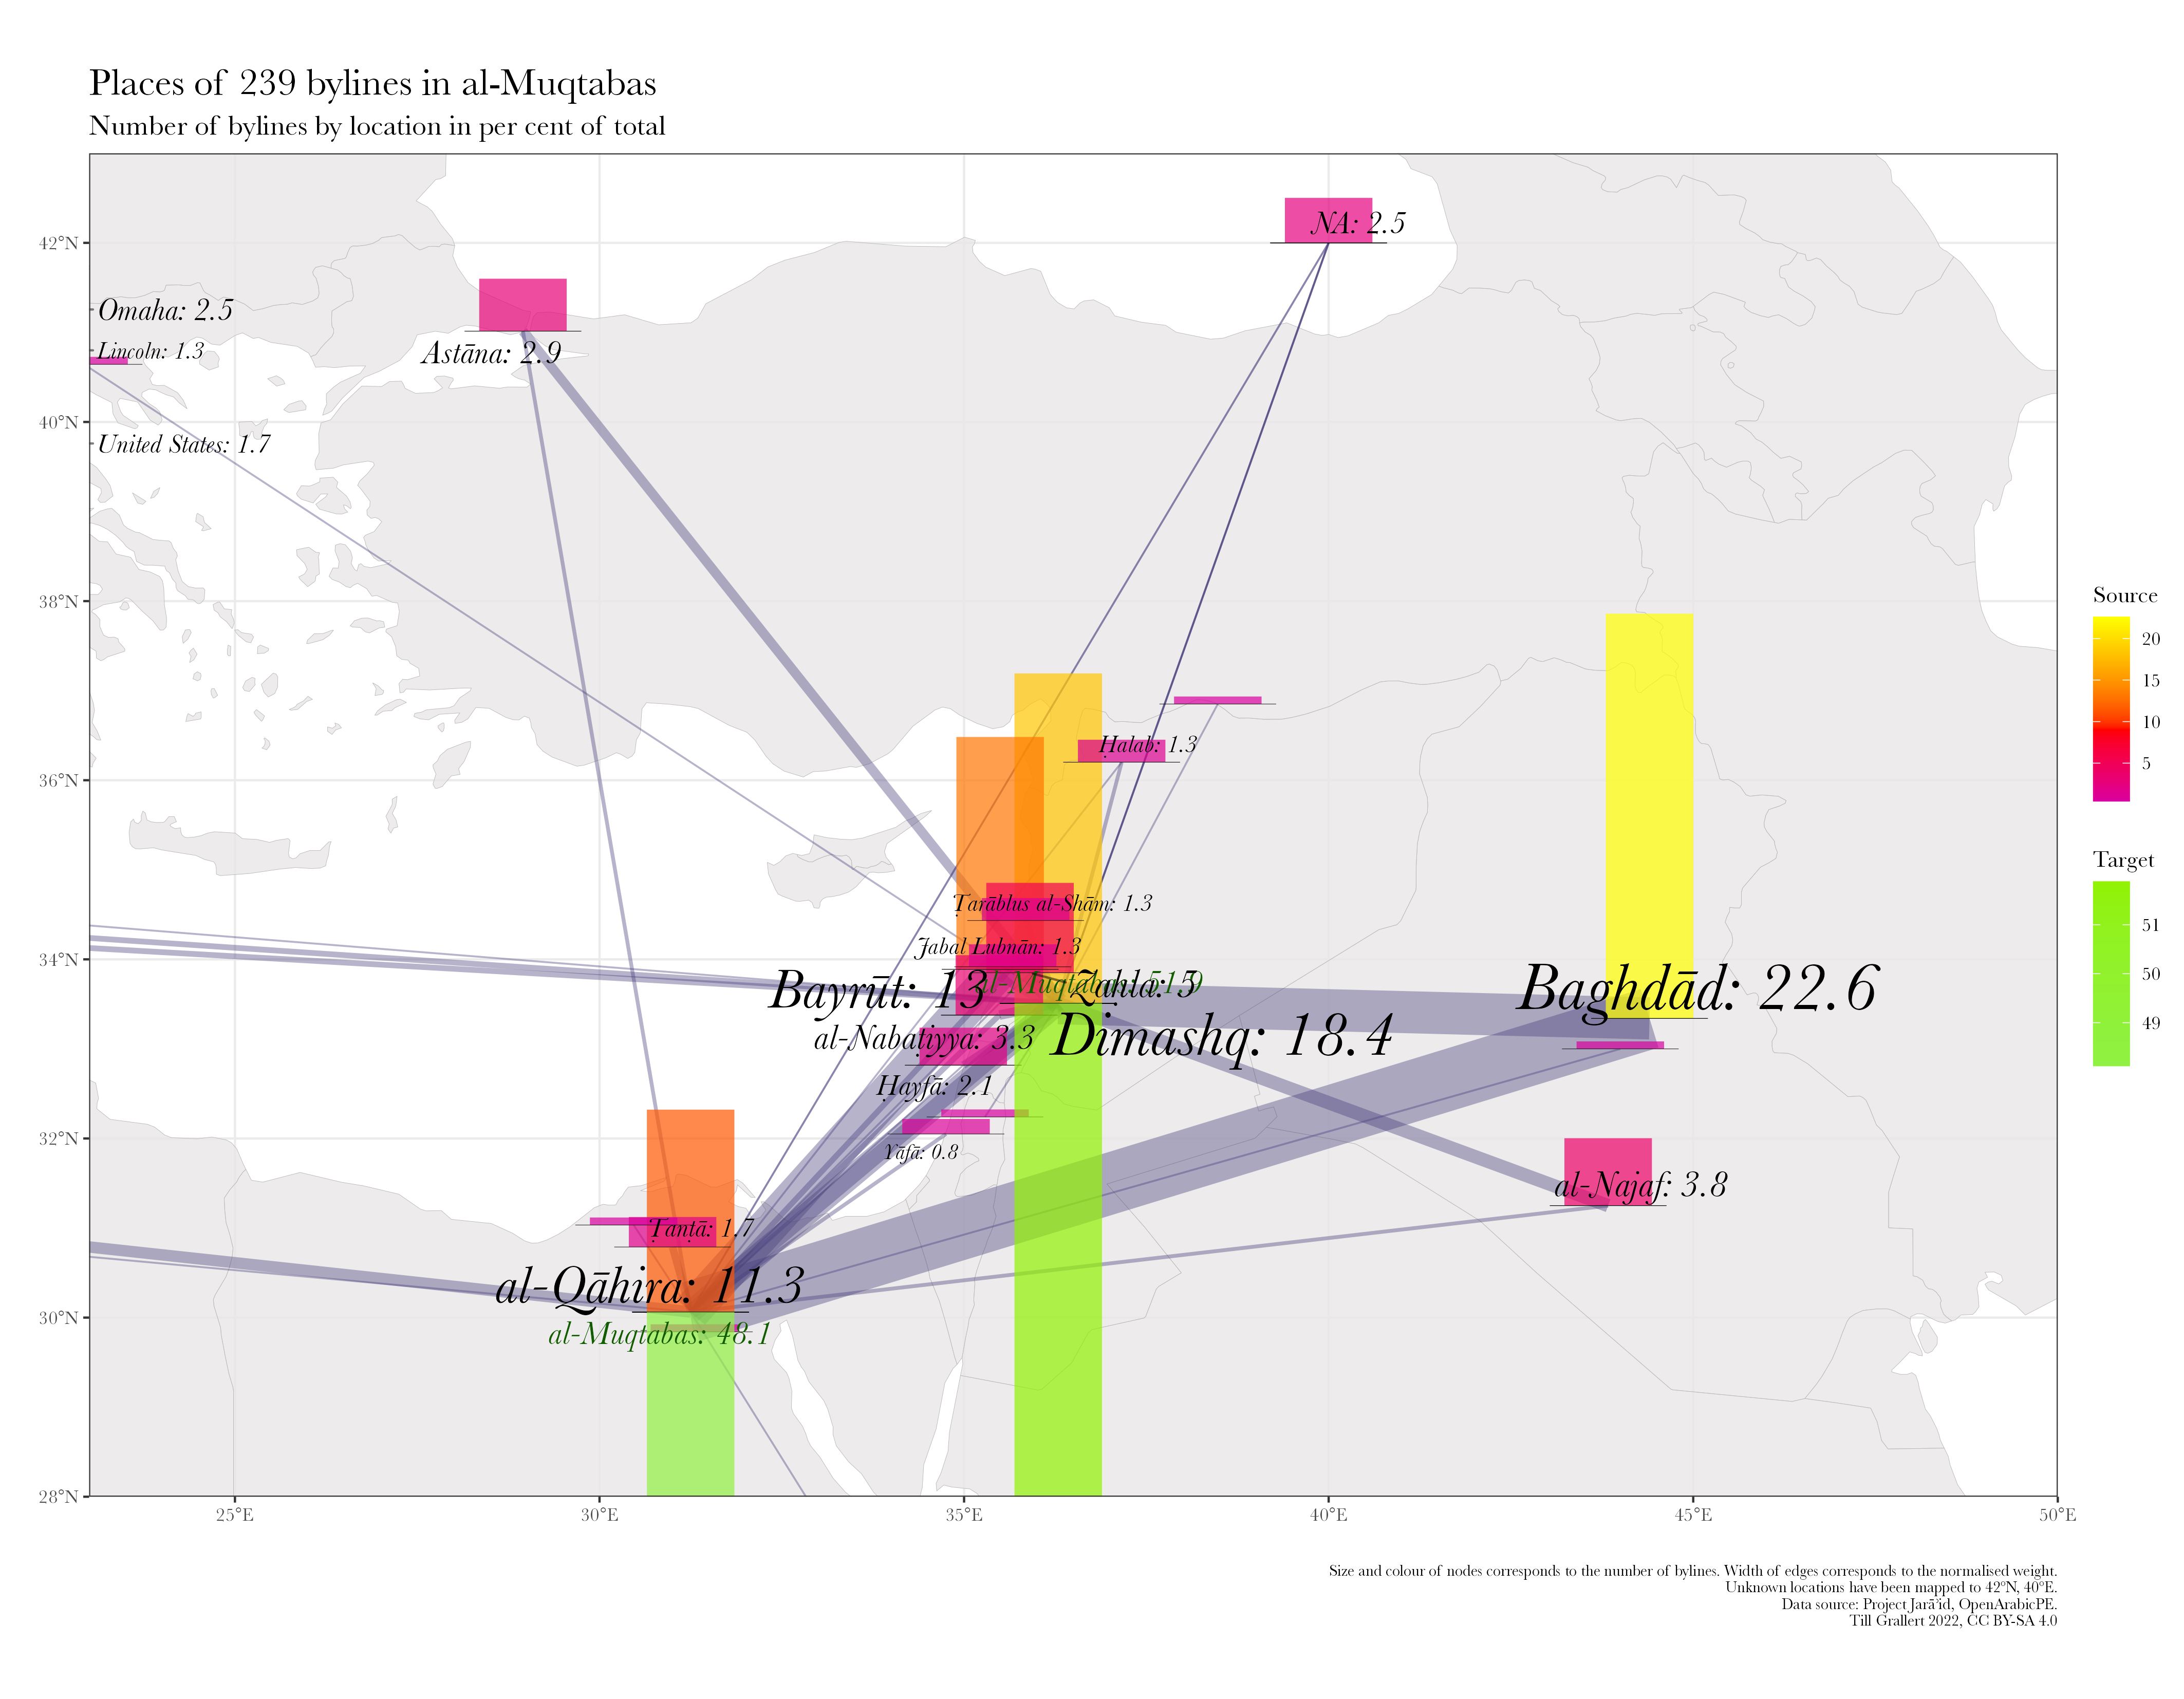 Places of 239 bylines in al-Muqtabas
Number of bylines by location in per cent of total
NA: 2.5
42°N
Omaha: 2.5
Lincoln: 1.3
Astāna: 2.9
40°N
United States: 1.7
38°N
Source
20
15
10
5
Ḥalab: 1.3
36°N
Target
51
50
49
Ṭarāblus al-Shām: 1.3
Jabal Lubnān: 1.3
34°N
al-Muqtabas: 51.9
Zahla: 5
Bayrūt: 13
Baghdād: 22.6
al-Nabaṭiyya: 3.3
Dimashq: 18.4
Ḥayfā: 2.1
32°N
Yāfā: 0.8
al-Najaf: 3.8
Ṭanṭā: 1.7
al-Qāhira: 11.3
30°N
al-Muqtabas: 48.1
28°N
25°E
30°E
35°E
40°E
45°E
50°E
Size and colour of nodes corresponds to the number of bylines. Width of edges corresponds to the normalised weight.
Unknown locations have been mapped to 42°N, 40°E.
Data source: Project Jarāʾid, OpenArabicPE.
Till Grallert 2022, CC BY-SA 4.0